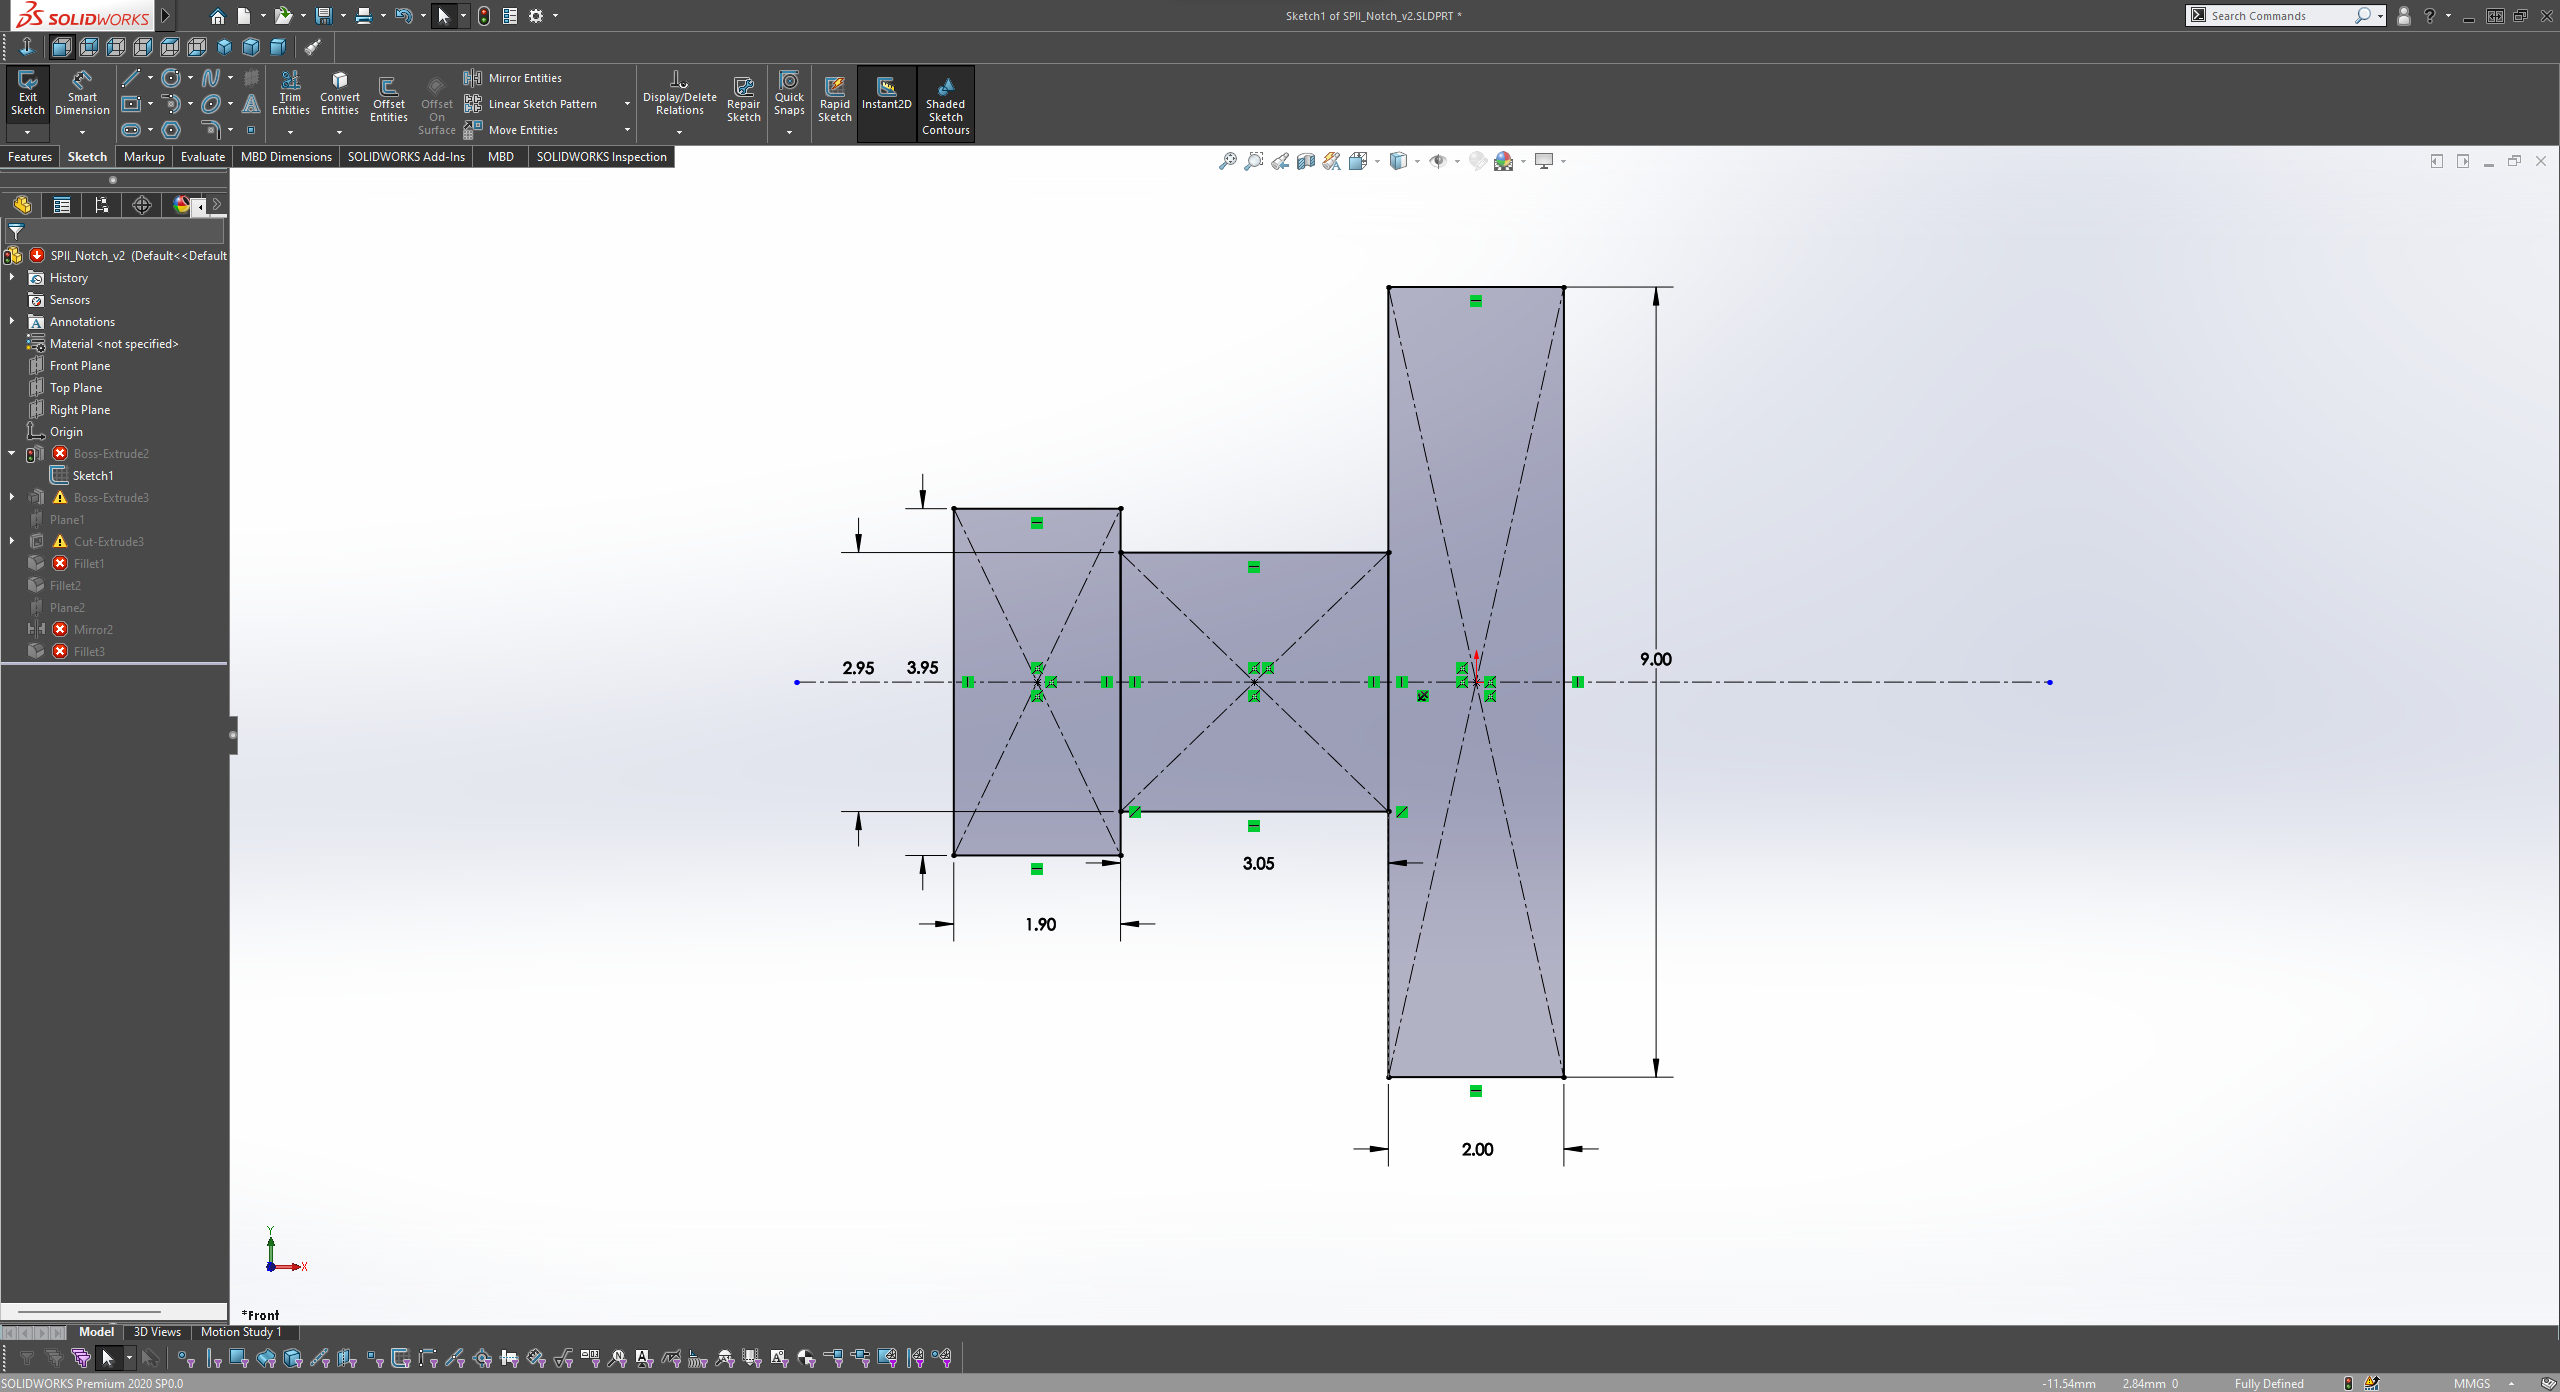 SOLIDWORKS
Sketch1 of SPII_Notch_v2.SLDPRT *
Search Commands
Exit Sketch
Smart Dimension
Trim Entities
Convert Entities
Offset Entities
Offset On Surface
Mirror Entities
Linear Sketch Pattern
Move Entities
Display/Delete Relations
Repair Sketch
Quick Snaps
Rapid Sketch
Instant2D
Shaded Sketch Contours
Features Sketch Markup Evaluate MBD Dimensions SOLIDWORKS Add-Ins MBD SOLIDWORKS Inspection
SPII_Notch_v2 (Default<<Default
History
Sensors
Annotations
Material <not specified>
Front Plane
Top Plane
Right Plane
Origin
Boss-Extrude2
Sketch1
Boss-Extrude3
Plane1
Cut-Extrude3
Fillet1
Fillet2
Plane2
Mirror2
Fillet3
2.95
3.95
9.00
3.05
1.90
2.00
Y
X
*Front
Model 3D Views Motion Study 1
SOLIDWORKS Premium 2020 SP0.0
-11.54mm 2.84mm 0 Fully Defined MMGS